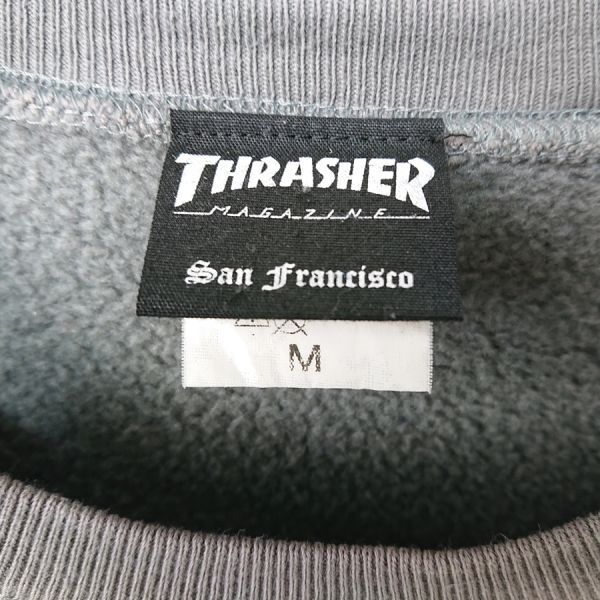 THRASHER
MAGAZINE
San Francisco
M